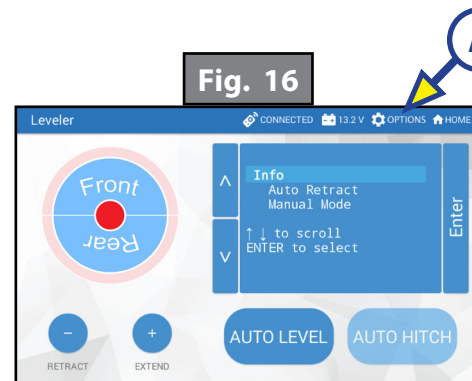 Fig. 16
Leveler CONNECTED 13.2 V OPTIONS HOME
Front
Rear
Info
Auto Retract
Manual Mode
↑ ↓ to scroll
ENTER to select
Enter
− +
RETRACT EXTEND
AUTO LEVEL AUTO HITCH